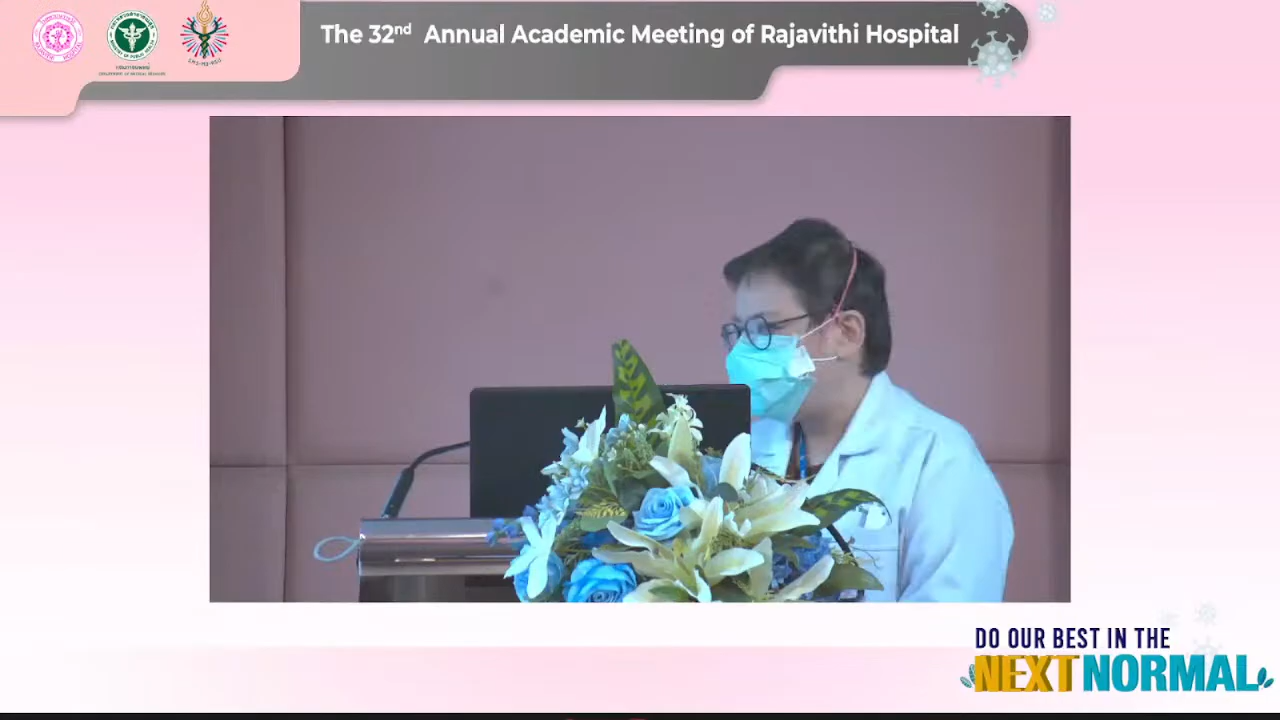 The 32nd Annual Academic Meeting of Rajavithi Hospital
DO OUR BEST IN THE
NEXT NORMAL